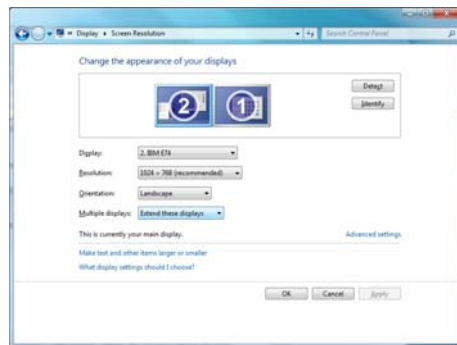 « Display ▸ Screen Resolution
Search Control Panel
Change the appearance of your displays
2
1
Detect
Identify
Display: 2. IBM E74
Resolution: 1024 × 768 (recommended)
Orientation: Landscape
Multiple displays: Extend these displays
This is currently your main display.
Advanced settings
Make text and other items larger or smaller
What display settings should I choose?
OK
Cancel
Apply